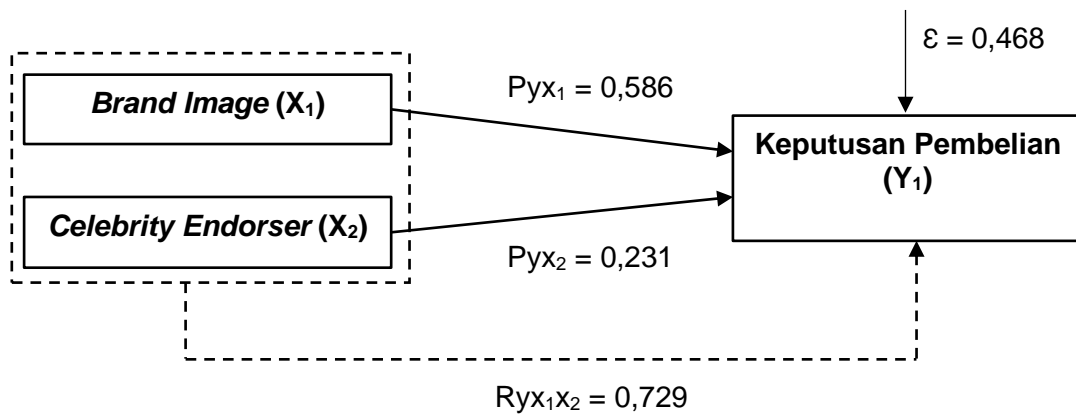 Ɛ = 0,468
Brand Image (X₁)
Pyx₁ = 0,586
Keputusan Pembelian
(Y₁)
Celebrity Endorser (X₂)
Pyx₂ = 0,231
Ryx₁x₂ = 0,729